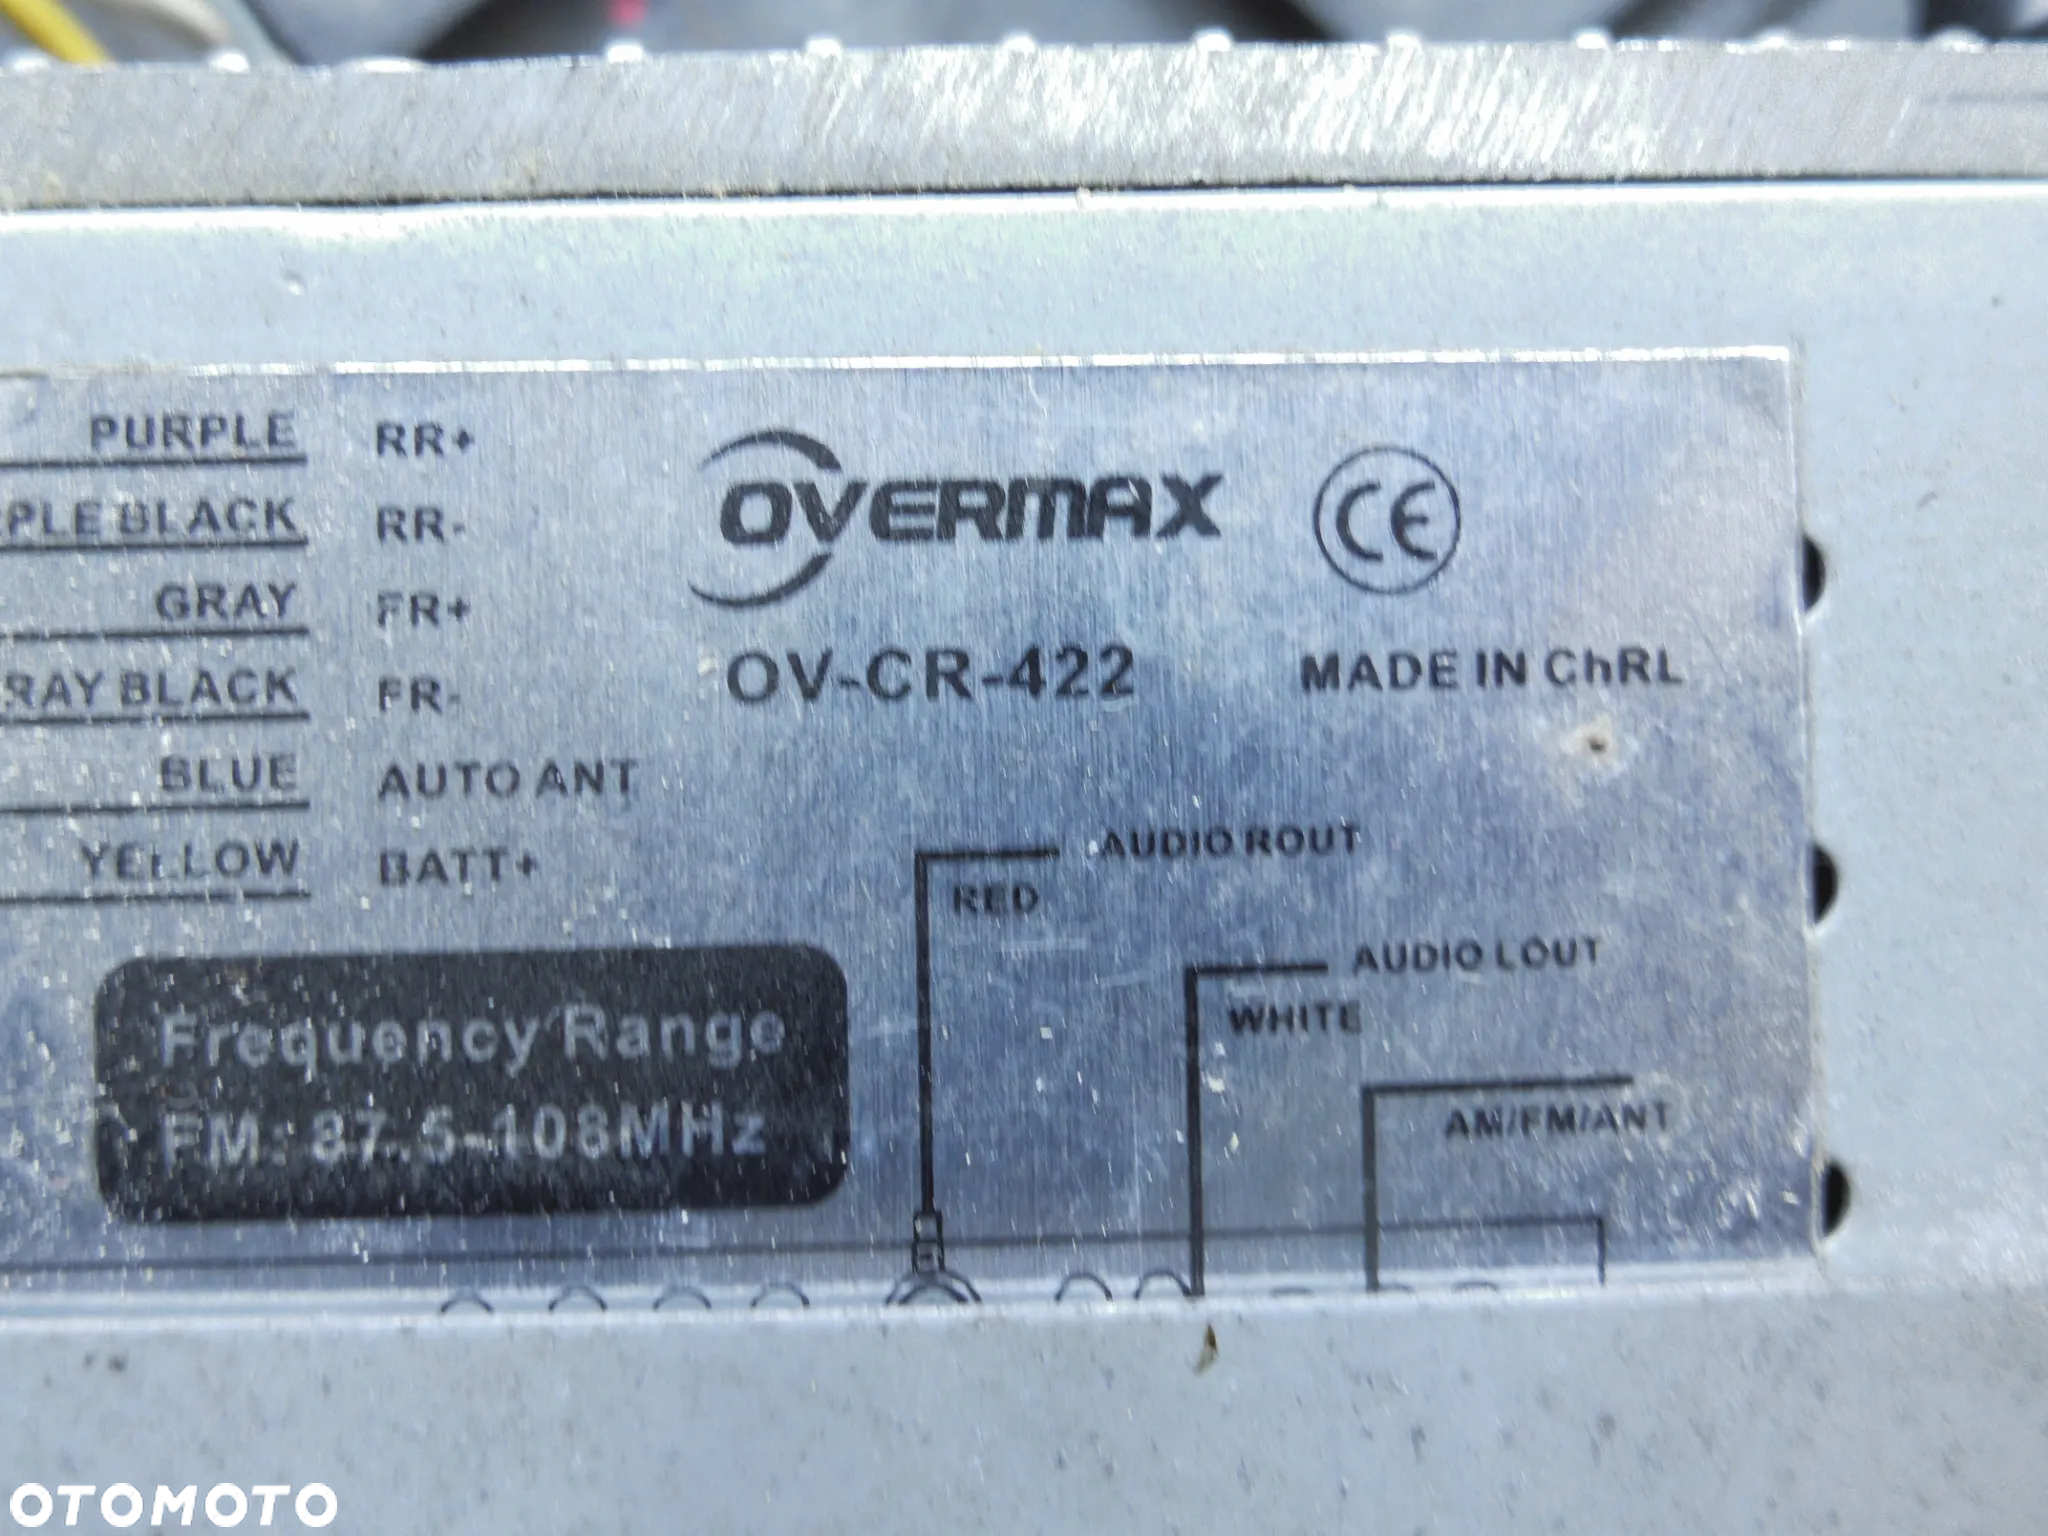 PURPLE RR+
PLE BLACK RR-
GRAY FR+
RAY BLACK FR-
BLUE AUTO ANT
YELLOW BATT+
OVERMAX CE
OV-CR-422 MADE IN ChRL
AUDIO ROUT
RED
AUDIO LOUT
WHITE
AM/FM/ANT
Frequency Range
FM: 87.5-108MHz
OTOMOTO